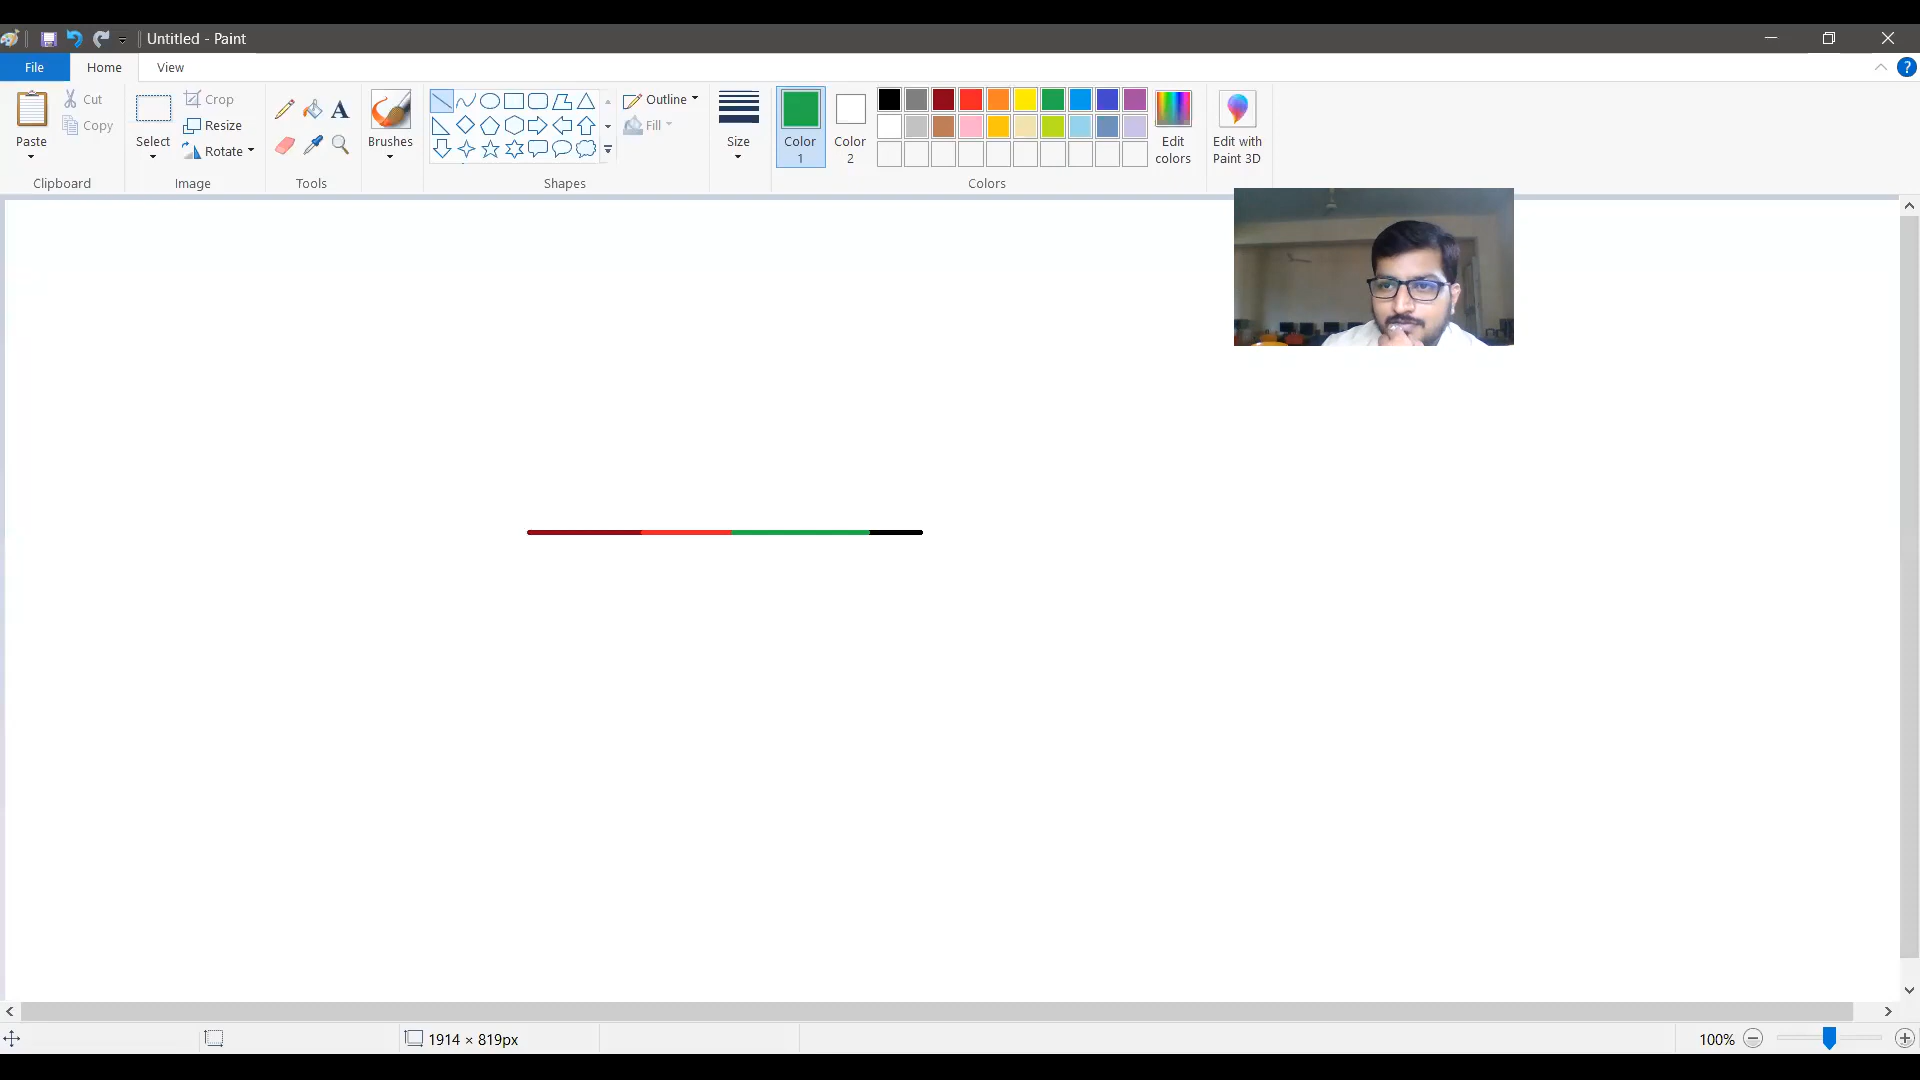 Untitled - Paint
File Home View
Paste
Cut
Copy
Clipboard
Select
Crop
Resize
Rotate
Image
A
Tools
Brushes
Outline
Fill
Shapes
Size
Color 1
Color 2
Edit colors
Colors
Edit with Paint 3D
?
1914 × 819px
100%